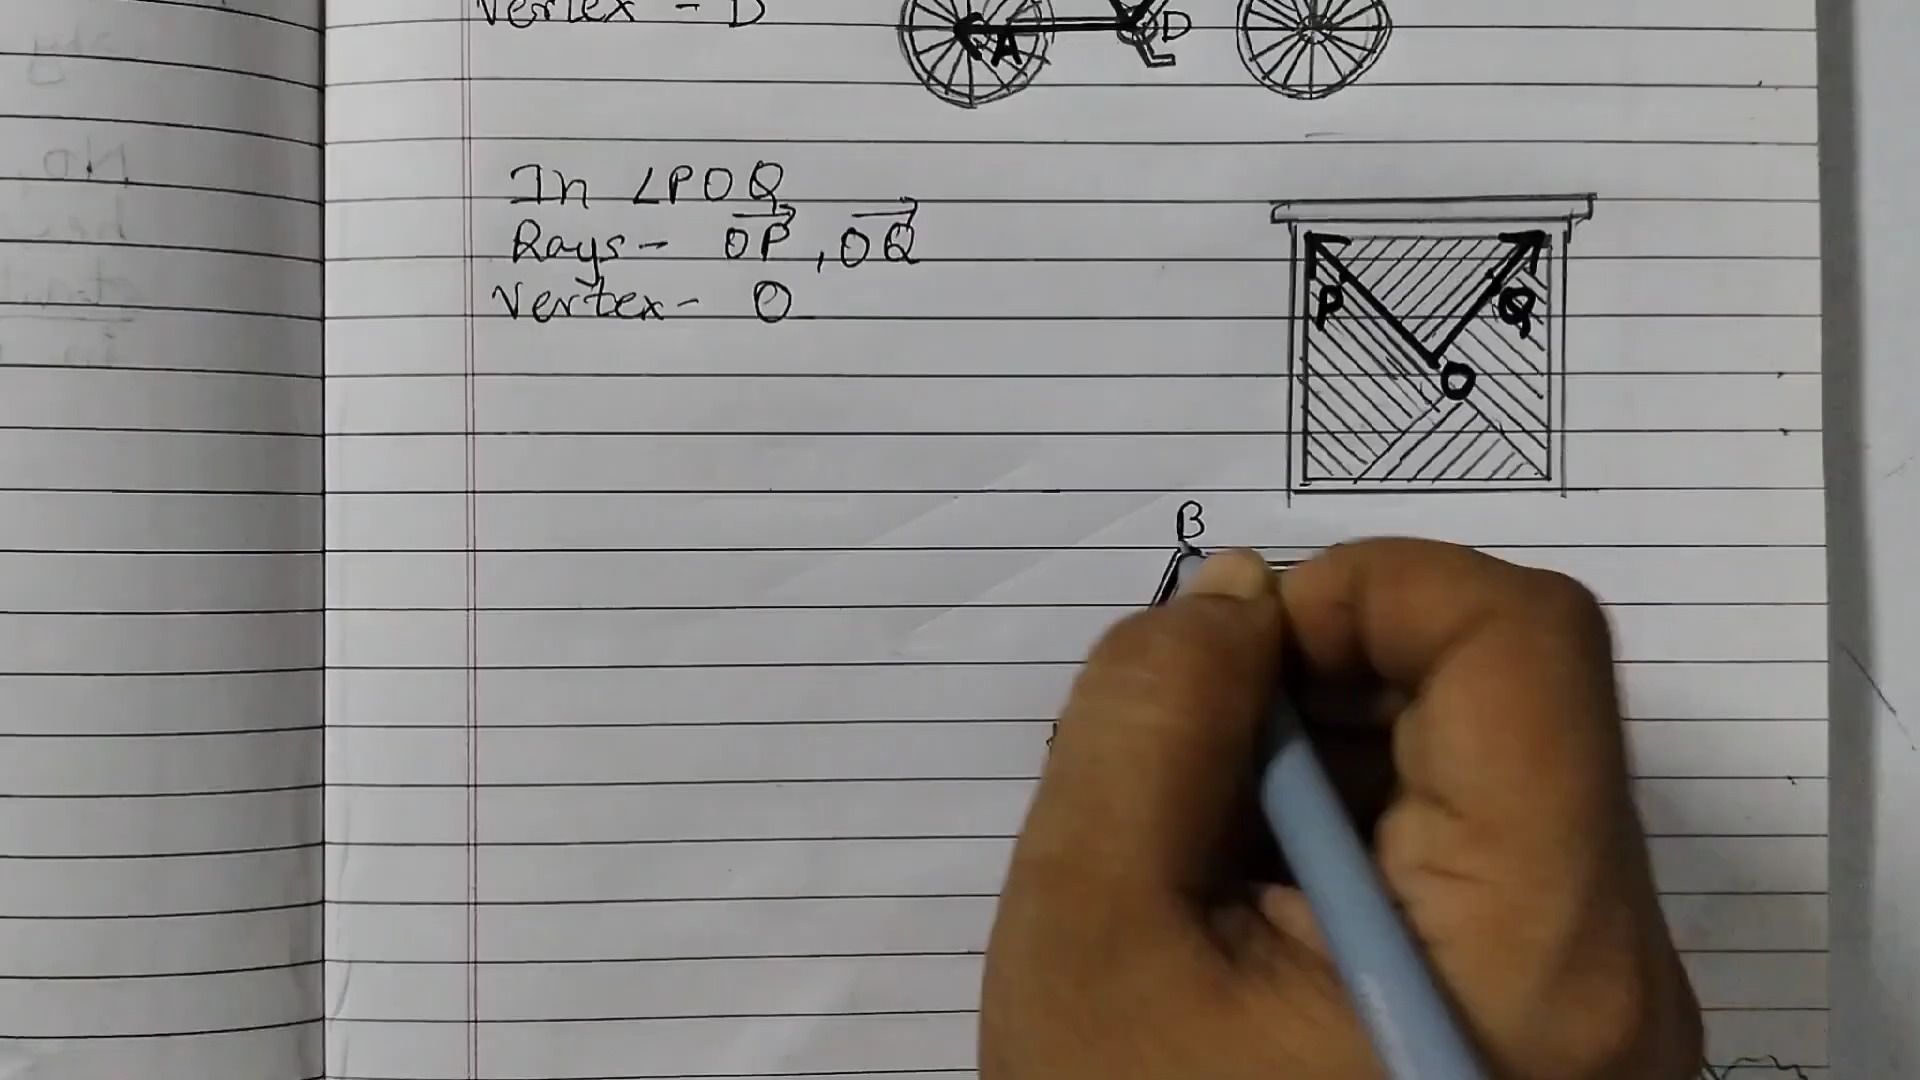 Vertex - D
A
D
In ∠POQ
Rays - →OP, →OQ
Vertex - O
P
Q
O
B